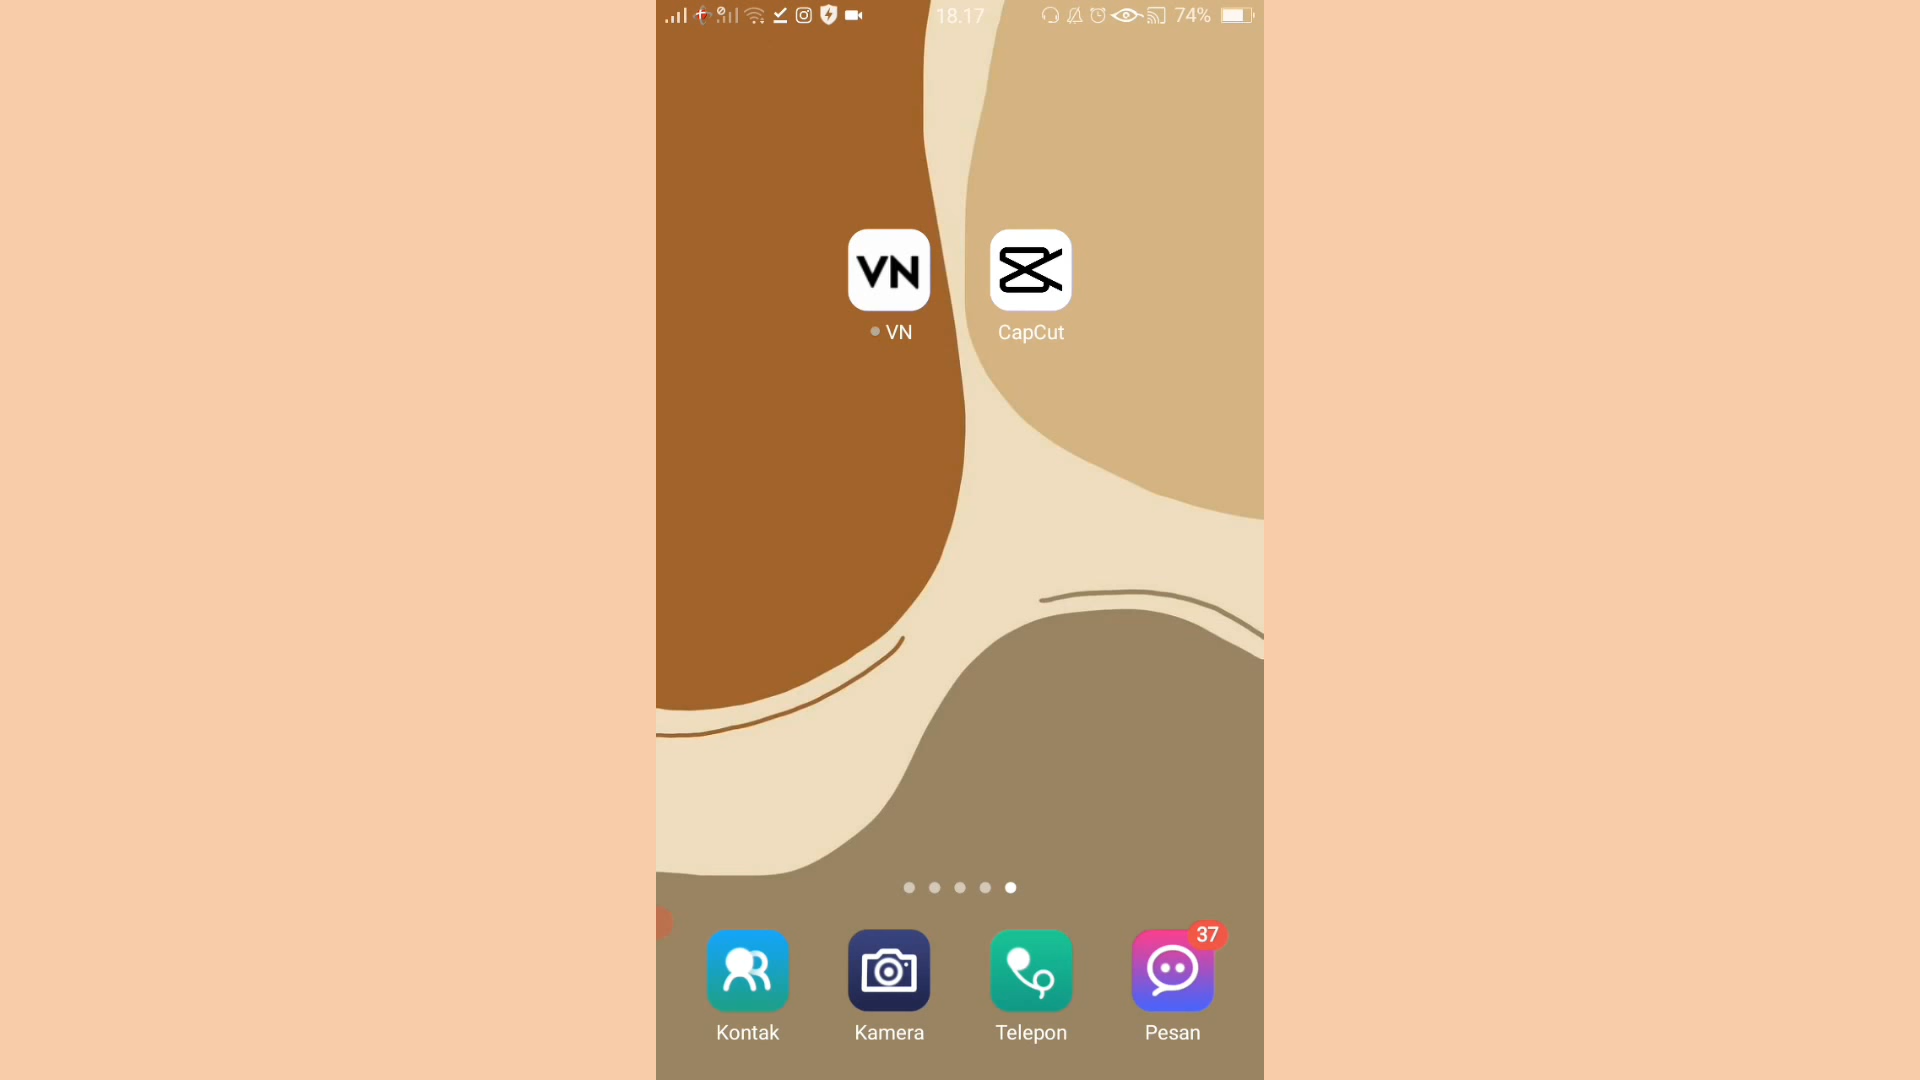 18.17
74%
VN
VN
CapCut
37
Kontak
Kamera
Telepon
Pesan